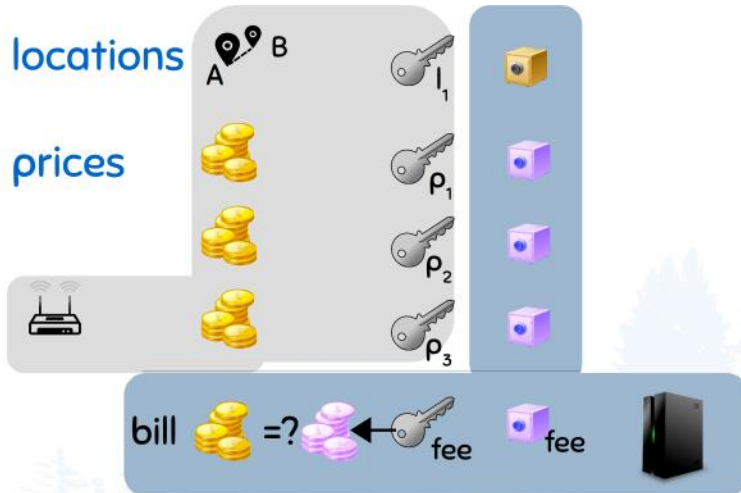 locations A B l₁
prices ρ₁
ρ₂
ρ₃
bill =? fee fee